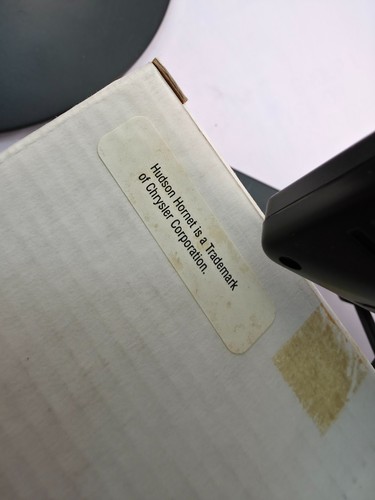 Hudson Hornet is a Trademark
of Chrysler Corporation.